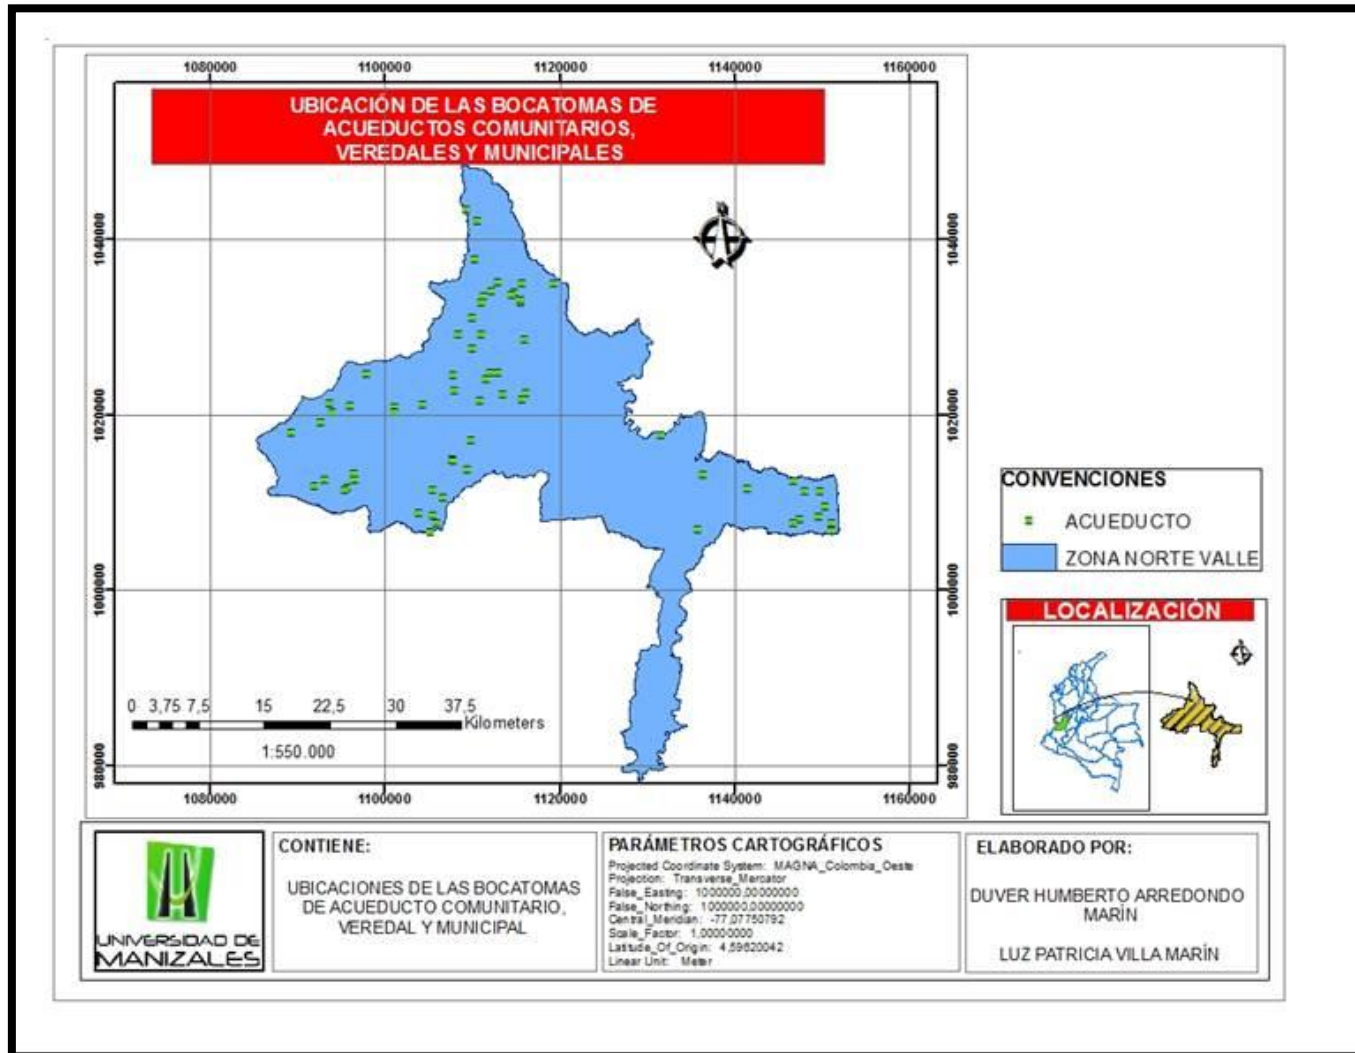 1080000 1100000 1120000 1140000 1160000
UBICACIÓN DE LAS BOCATOMAS DE
ACUEDUCTOS COMUNITARIOS,
VEREDALES Y MUNICIPALES
1040000 1040000
1020000 1020000
1000000 1000000
980000 980000
0 3,75 7,5 15 22,5 30 37,5
Kilometers
1:550.000
1080000 1100000 1120000 1140000 1160000
CONVENCIONES
ACUEDUCTO
ZONA NORTE VALLE
LOCALIZACIÓN
UNIVERSIDAD DE
MANIZALES
CONTIENE:
UBICACIONES DE LAS BOCATOMAS
DE ACUEDUCTO COMUNITARIO,
VEREDAL Y MUNICIPAL
PARÁMETROS CARTOGRÁFICOS
Projected Coordinate System: MAGNA_Colombia_Oeste
Projection: Transverse_Mercator
False_Easting: 1000000,00000000
False_Northing: 1000000,00000000
Central_Meridian: -77,07750792
Scale_Factor: 1,00000000
Latitude_Of_Origin: 4,59620042
Linear Unit: Meter
ELABORADO POR:
DUVER HUMBERTO ARREDONDO
MARÍN
LUZ PATRICIA VILLA MARÍN